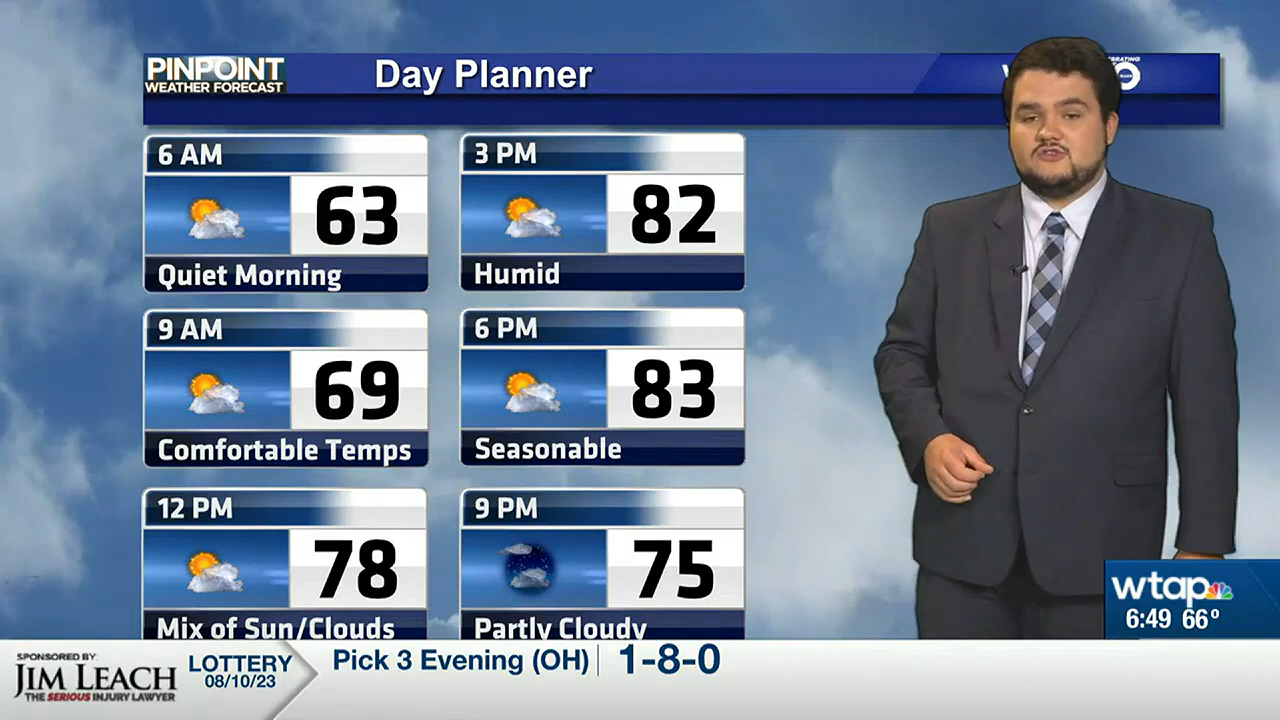 PINPOINT
WEATHER FORECAST
Day Planner
6 AM
63
Quiet Morning
9 AM
69
Comfortable Temps
12 PM
78
Mix of Sun/Clouds
3 PM
82
Humid
6 PM
83
Seasonable
9 PM
75
Partly Cloudy
wtap
6:49 66°
SPONSORED BY:
JIM LEACH
THE SERIOUS INJURY LAWYER
LOTTERY
08/10/23
Pick 3 Evening (OH)
1-8-0